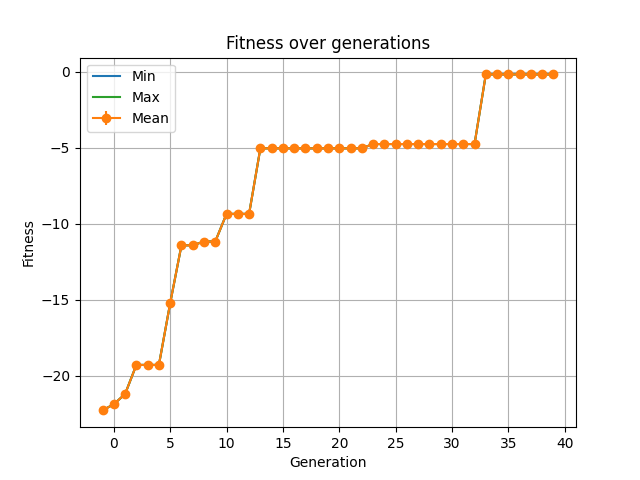 Fitness over generations
Min
Max
Mean
0
−5
−10
−15
−20
Fitness
0 5 10 15 20 25 30 35 40
Generation